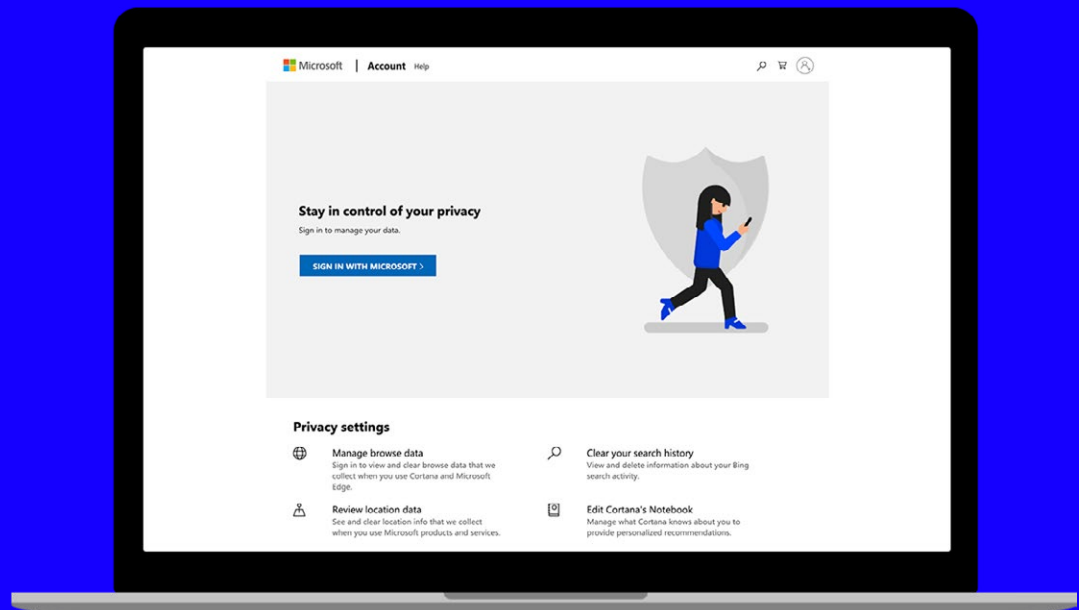 Microsoft | Account Help
Stay in control of your privacy
Sign in to manage your data.
SIGN IN WITH MICROSOFT >
Privacy settings
Manage browse data
Sign in to view and clear browse data that we
collect when you use Cortana and Microsoft
Edge.
Clear your search history
View and delete information about your Bing
search activity.
Review location data
See and clear location info that we collect
when you use Microsoft products and services.
Edit Cortana's Notebook
Manage what Cortana knows about you to
provide personalized recommendations.